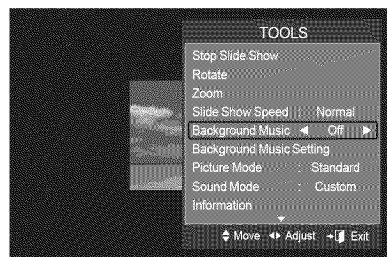 TOOLS
Stop Slide Show
Rotate
Zoom
Slide Show Speed : Normal
Background Music ◄ Off ►
Background Music Setting
Picture Mode : Standard
Sound Mode : Custom
Information
Move Adjust Exit